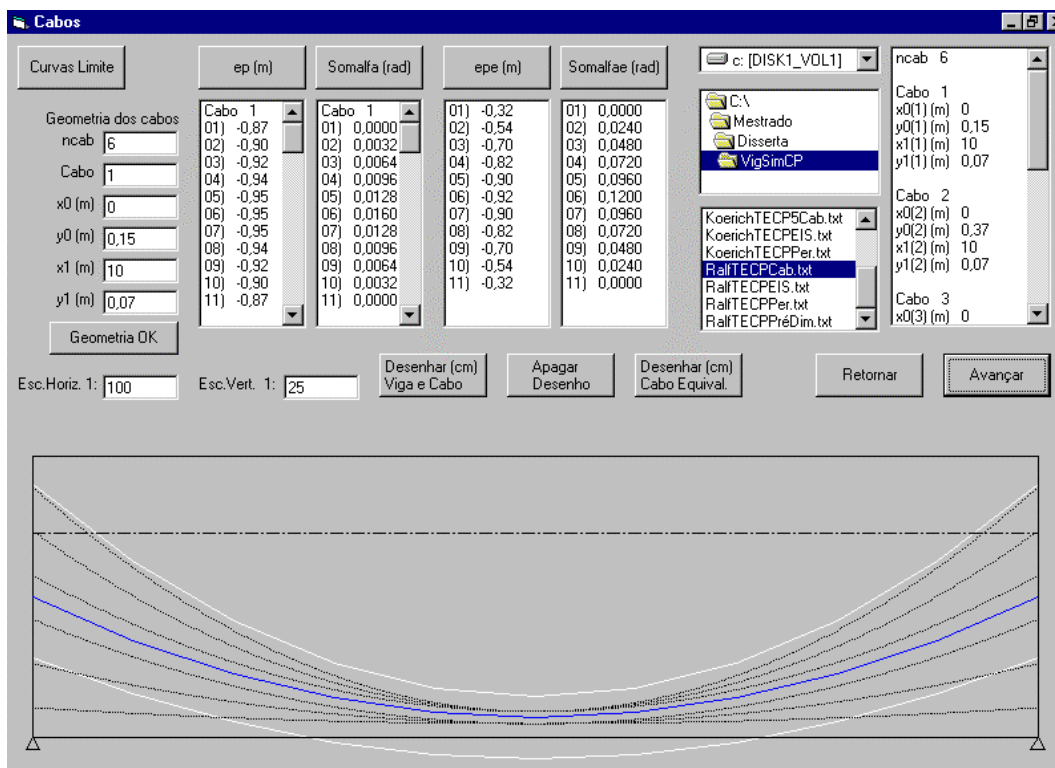 Cabos
Curvas Limite
ep (m)
Somalfa (rad)
epe (m)
Somalfae (rad)
c: [DISK1_VOL1]
Geometria dos cabos
ncab 6
Cabo 1
x0 (m) 0
y0 (m) 0,15
x1 (m) 10
y1 (m) 0,07
Geometria OK
Cabo 1
01) -0,87
02) -0,90
03) -0,92
04) -0,94
05) -0,95
06) -0,95
07) -0,95
08) -0,94
09) -0,92
10) -0,90
11) -0,87
Cabo 1
01) 0,0000
02) 0,0032
03) 0,0064
04) 0,0096
05) 0,0128
06) 0,0160
07) 0,0128
08) 0,0096
09) 0,0064
10) 0,0032
11) 0,0000
01) -0,32
02) -0,54
03) -0,70
04) -0,82
05) -0,90
06) -0,92
07) -0,90
08) -0,82
09) -0,70
10) -0,54
11) -0,32
01) 0,0000
02) 0,0240
03) 0,0480
04) 0,0720
05) 0,0960
06) 0,1200
07) 0,0960
08) 0,0720
09) 0,0480
10) 0,0240
11) 0,0000
C:\
Mestrado
Disserta
VigSimCP
KoerichTECP5Cab.txt
KoerichTECPEIS.txt
KoerichTECPPer.txt
RalfTECPCab.txt
RalfTECPEIS.txt
RalfTECPPer.txt
RalfTECPPréDim.txt
ncab 6
Cabo 1
x0(1) (m) 0
y0(1) (m) 0,15
x1(1) (m) 10
y1(1) (m) 0,07
Cabo 2
x0(2) (m) 0
y0(2) (m) 0,37
x1(2) (m) 10
y1(2) (m) 0,07
Cabo 3
x0(3) (m) 0
Esc.Horiz. 1: 100
Esc.Vert. 1: 25
Desenhar (cm)
Viga e Cabo
Apagar
Desenho
Desenhar (cm)
Cabo Equival.
Retornar
Avançar